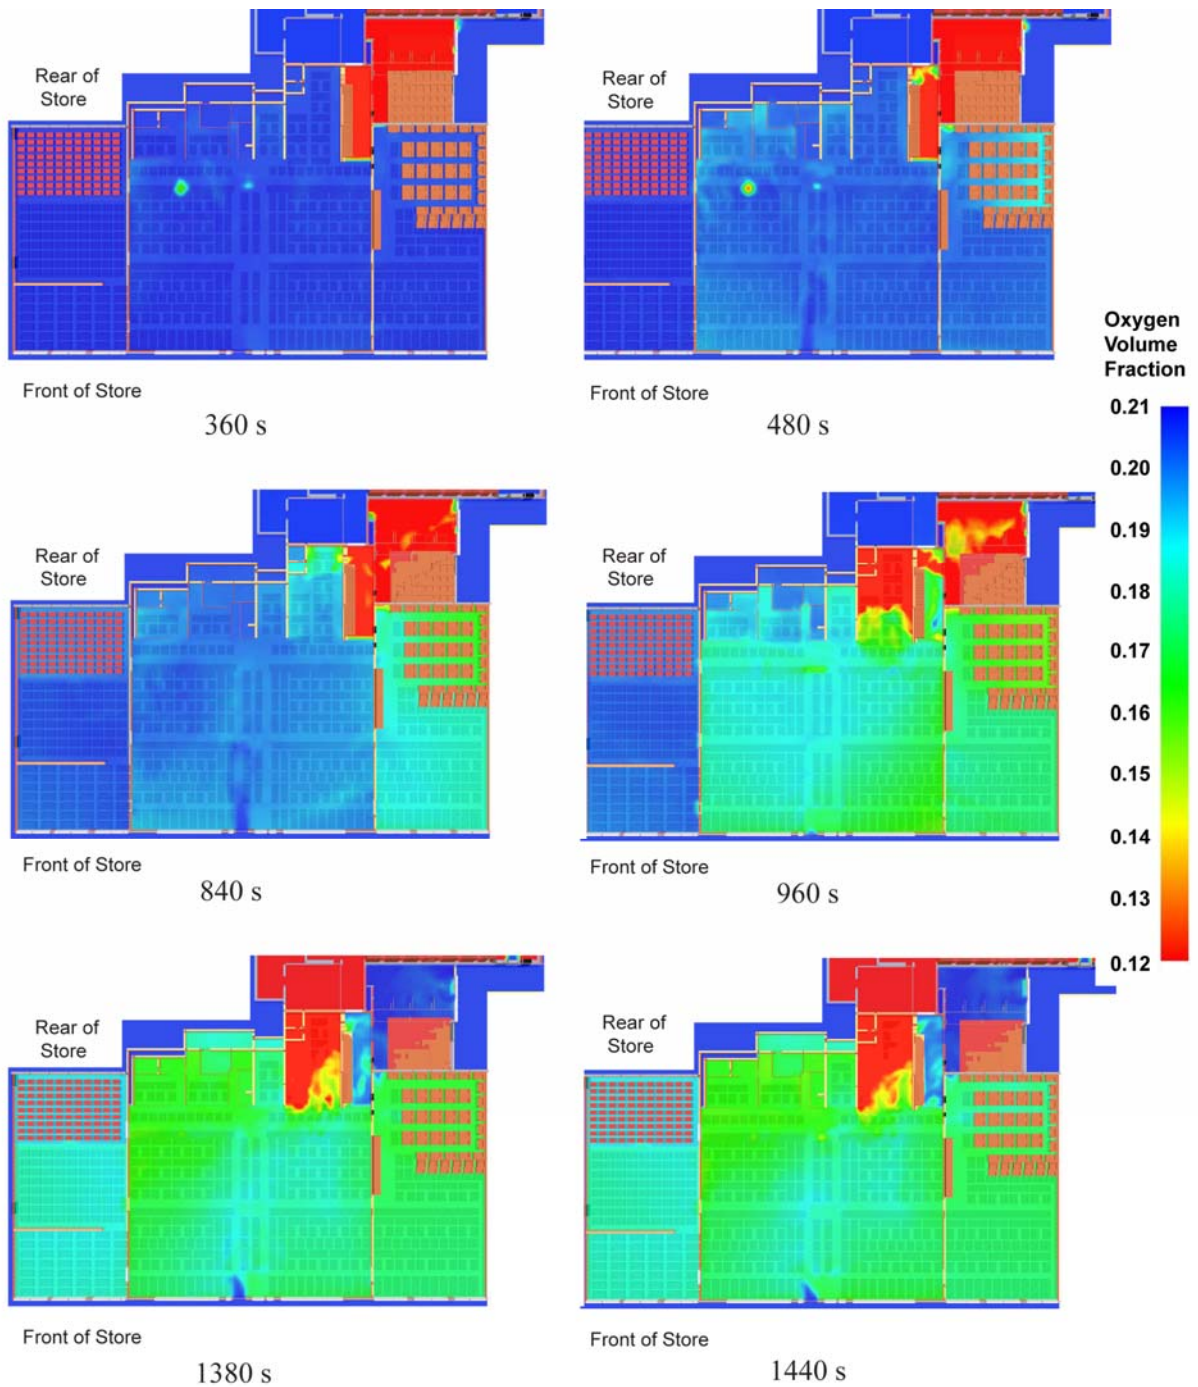 Rear of
Store
Front of Store
360 s
Rear of
Store
Front of Store
480 s
Oxygen
Volume
Fraction
0.21
0.20
0.19
0.18
0.17
0.16
0.15
0.14
0.13
0.12
Rear of
Store
Front of Store
840 s
Rear of
Store
Front of Store
960 s
Rear of
Store
Front of Store
1380 s
Rear of
Store
Front of Store
1440 s